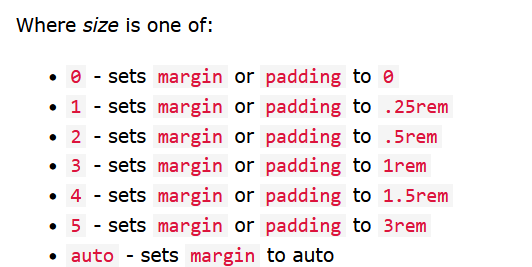 Where size is one of:
• 0 - sets margin or padding to 0
• 1 - sets margin or padding to .25rem
• 2 - sets margin or padding to .5rem
• 3 - sets margin or padding to 1rem
• 4 - sets margin or padding to 1.5rem
• 5 - sets margin or padding to 3rem
• auto - sets margin to auto